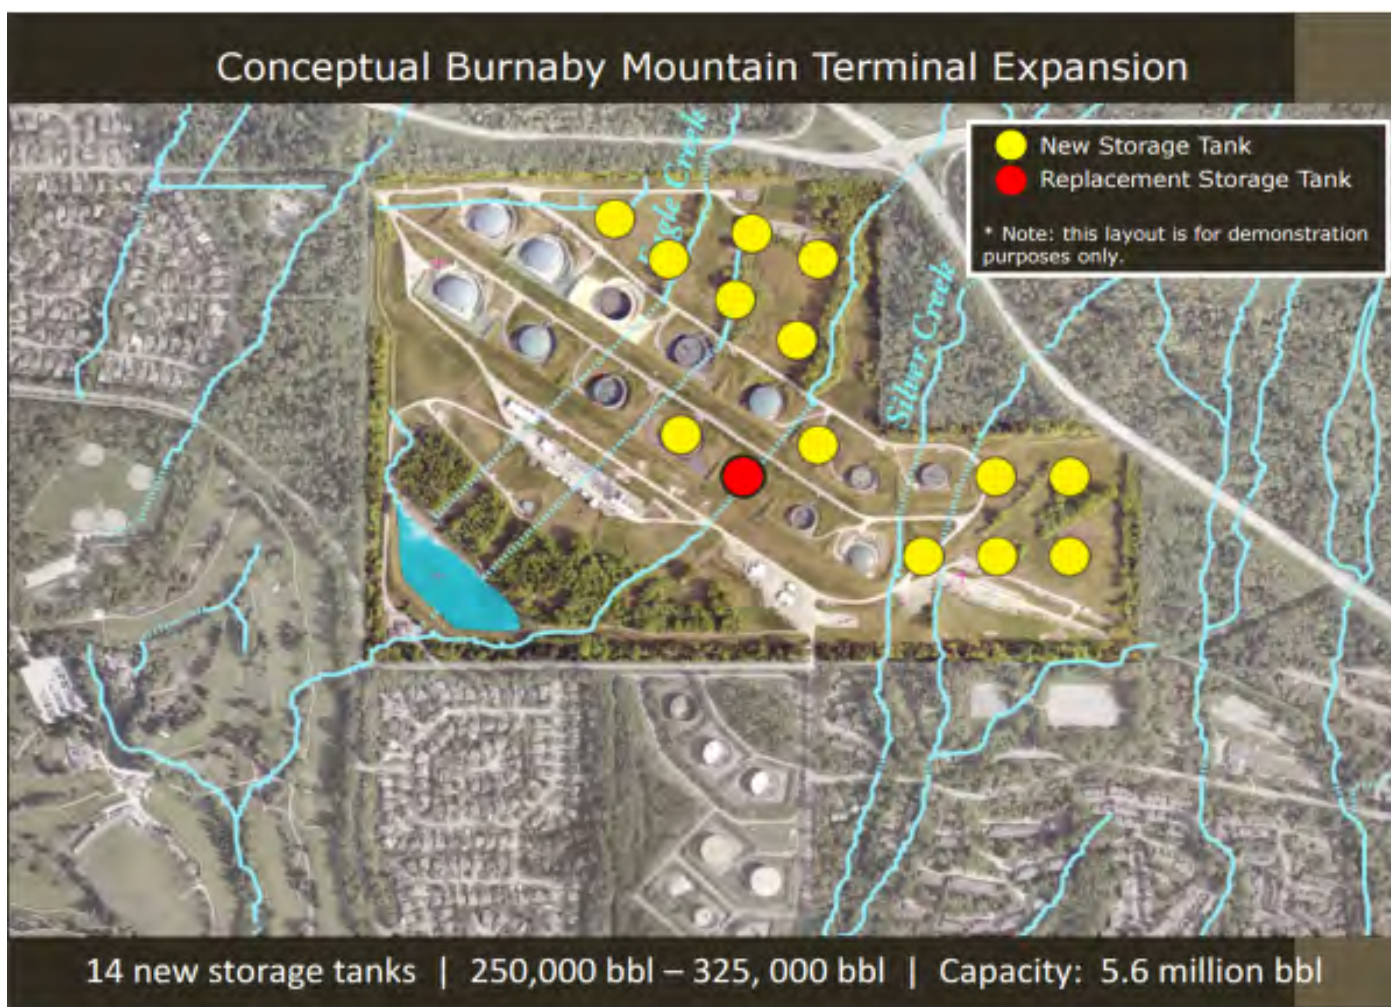 Conceptual Burnaby Mountain Terminal Expansion
Eagle Creek
New Storage Tank
Replacement Storage Tank
* Note: this layout is for demonstration
purposes only.
Silver Creek
14 new storage tanks | 250,000 bbl – 325, 000 bbl | Capacity: 5.6 million bbl